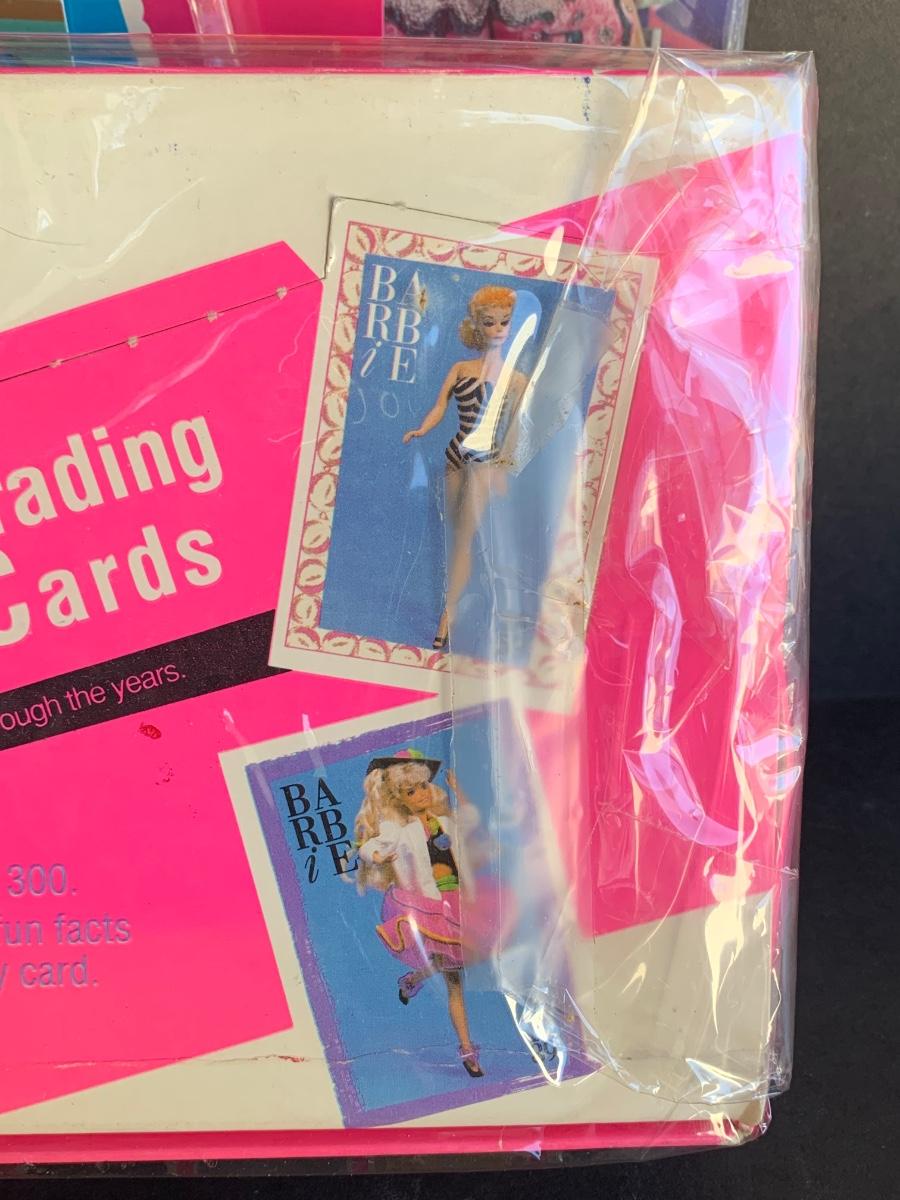 BA
RB
iE
rading
Cards
ough the years.
BA
RB
iE
300.
fun facts
y card.